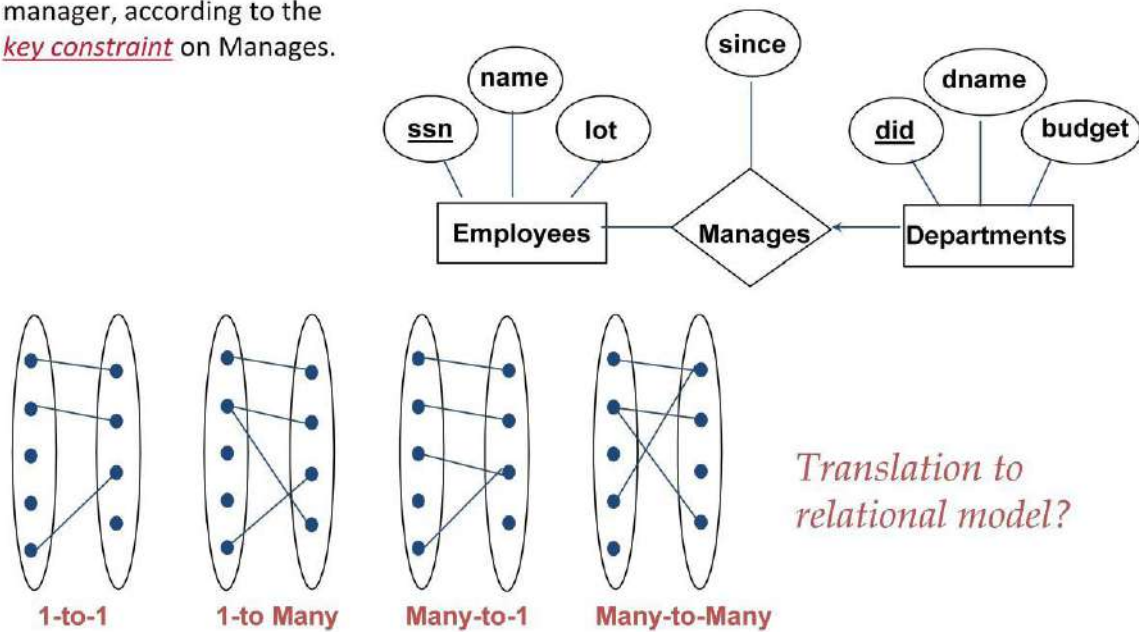 manager, according to the
key constraint on Manages.
since
name
dname
ssn
lot
did
budget
Employees
Manages
Departments
Translation to
relational model?
1-to-1
1-to Many
Many-to-1
Many-to-Many